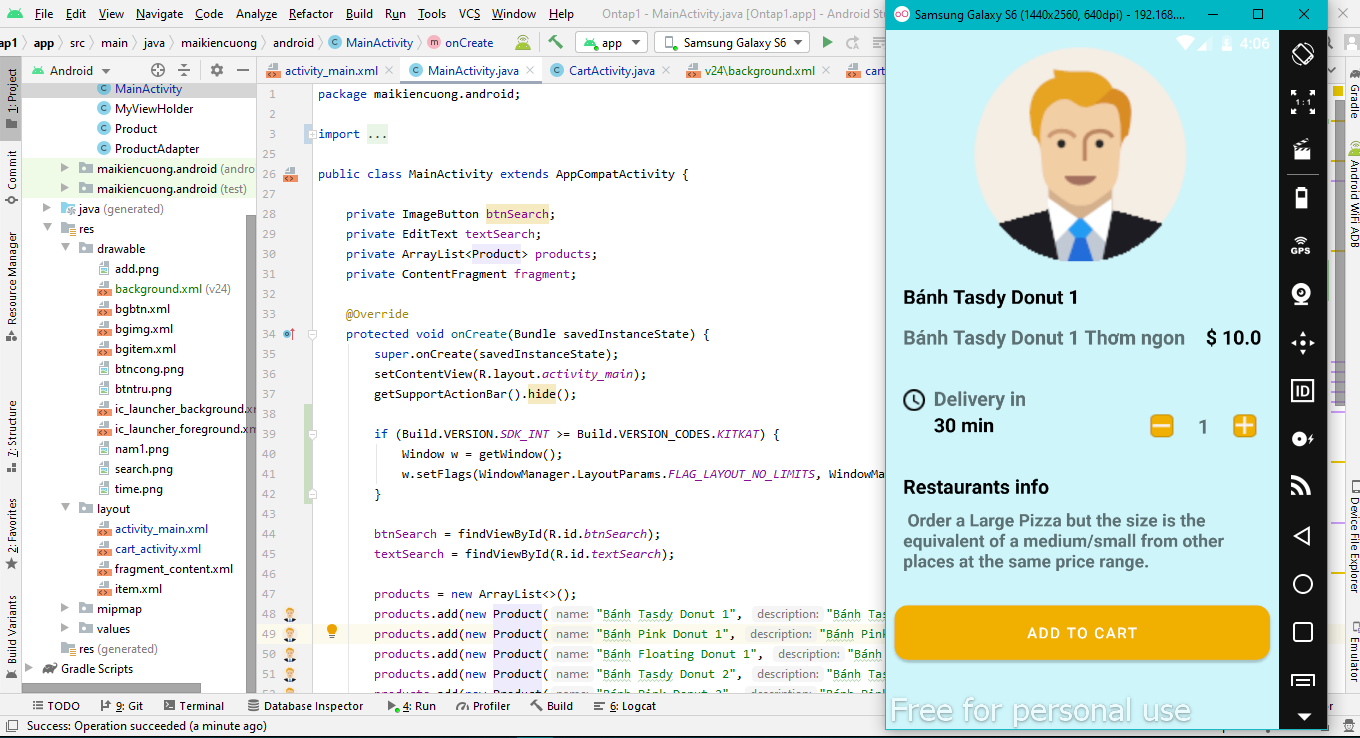 File Edit View Navigate Code Analyze Refactor Build Run Tools VCS Window Help Ontap1 - MainActivity.java [Ontap1.app] - Android St
ap1 app src main java maikiencuong android MainActivity onCreate app Samsung Galaxy S6
Android
activity_main.xml MainActivity.java CartActivity.java v24\background.xml cart
MainActivity
MyViewHolder
Product
ProductAdapter
maikiencuong.android (andro
maikiencuong.android (test)
java (generated)
res
drawable
add.png
background.xml (v24)
bgbtn.xml
bgimg.xml
bgitem.xml
btncong.png
btntru.png
ic_launcher_background.x
ic_launcher_foreground.xm
nam1.png
search.png
time.png
layout
activity_main.xml
cart_activity.xml
fragment_content.xml
item.xml
mipmap
values
res (generated)
Gradle Scripts
1: Project
Commit
Resource Manager
Z: Structure
2: Favorites
Build Variants
1 package maikiencuong.android;
2
3 import ...
25
26 public class MainActivity extends AppCompatActivity {
27
28 private ImageButton btnSearch;
29 private EditText textSearch;
30 private ArrayList<Product> products;
31 private ContentFragment fragment;
32
33 @Override
34 protected void onCreate(Bundle savedInstanceState) {
35 super.onCreate(savedInstanceState);
36 setContentView(R.layout.activity_main);
37 getSupportActionBar().hide();
38
39 if (Build.VERSION.SDK_INT >= Build.VERSION_CODES.KITKAT) {
40 Window w = getWindow();
41 w.setFlags(WindowManager.LayoutParams.FLAG_LAYOUT_NO_LIMITS, WindowMa
42 }
43
44 btnSearch = findViewById(R.id.btnSearch);
45 textSearch = findViewById(R.id.textSearch);
46
47 products = new ArrayList<>();
48 products.add(new Product( name: "Bánh Tasdy Donut 1", description: "Bánh Tas
49 products.add(new Product( name: "Bánh Pink Donut 1", description: "Bánh Pink
50 products.add(new Product( name: "Bánh Floating Donut 1", description: "Bánh
51 products.add(new Product( name: "Bánh Tasdy Donut 2", description: "Bánh Tas
Samsung Galaxy S6 (1440x2560, 640dpi) - 192.168....
4:06
Bánh Tasdy Donut 1
Bánh Tasdy Donut 1 Thơm ngon $ 10.0
Delivery in
30 min
1
Restaurants info
Order a Large Pizza but the size is the
equivalent of a medium/small from other
places at the same price range.
ADD TO CART
Free for personal use
1:1
GPS
ID
Gradle
Android WiFi ADB
Device File Explorer
Emulator
TODO 9: Git Terminal Database Inspector 4: Run Profiler Build 6: Logcat
Success: Operation succeeded (a minute ago)